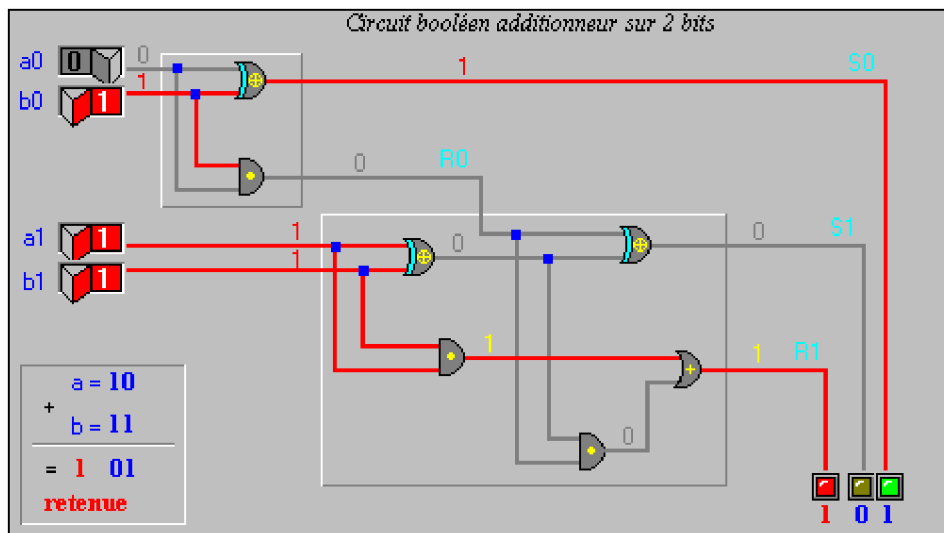 Circuit booléen additionneur sur 2 bits
a0 0 0
b0 1 1
1 S0
0 R0
a1 1 1
b1 1 1
0
0 S1
1
1 R1
0
a = 10
+
b = 11
= 1 01
retenue
1 0 1